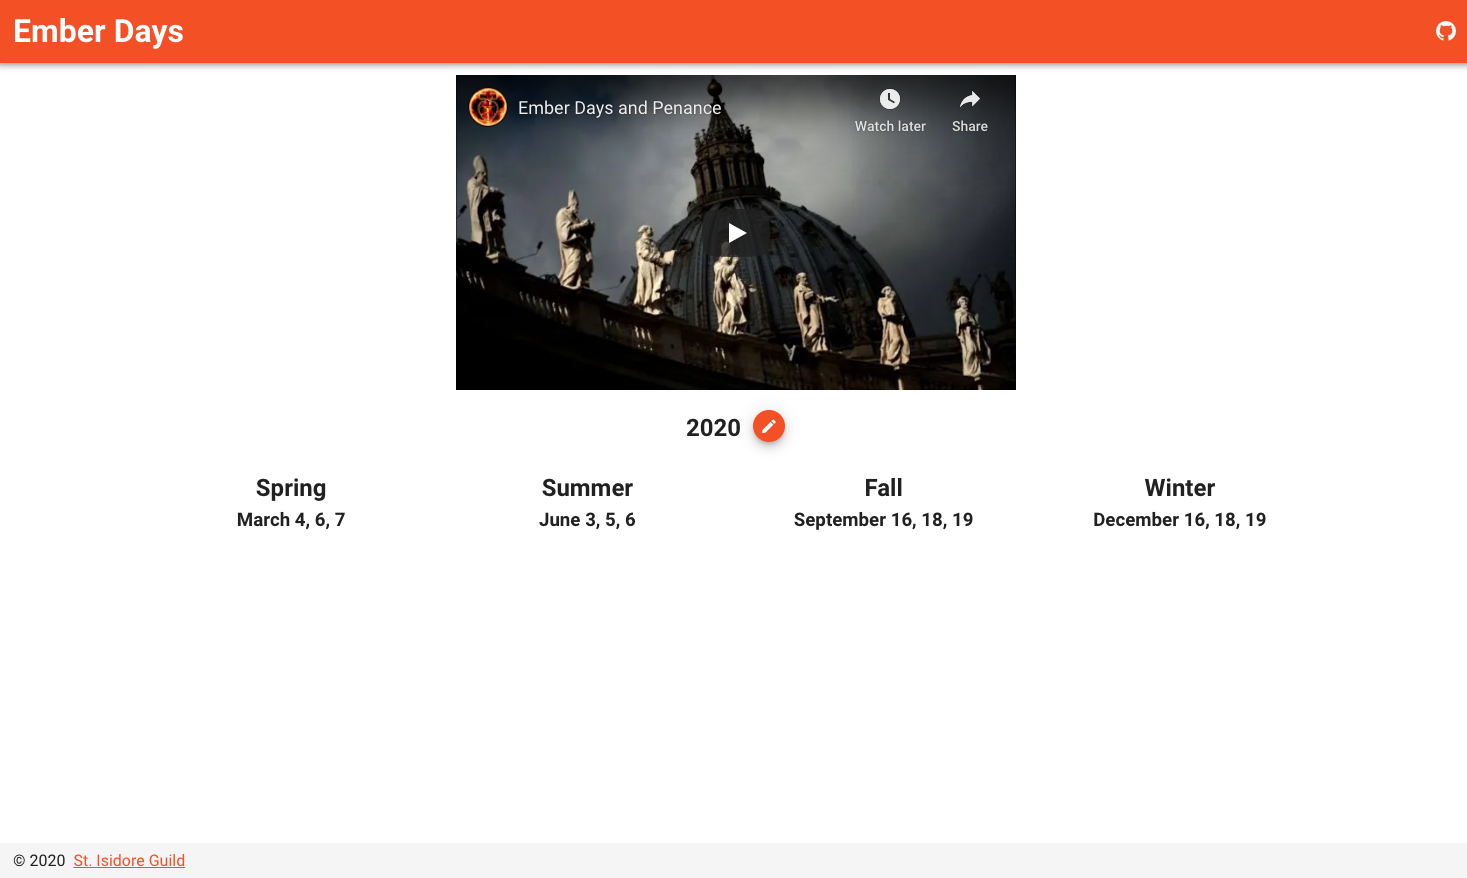 Ember Days
Ember Days and Penance
Watch later
Share
2020
Spring
March 4, 6, 7
Summer
June 3, 5, 6
Fall
September 16, 18, 19
Winter
December 16, 18, 19
© 2020 St. Isidore Guild